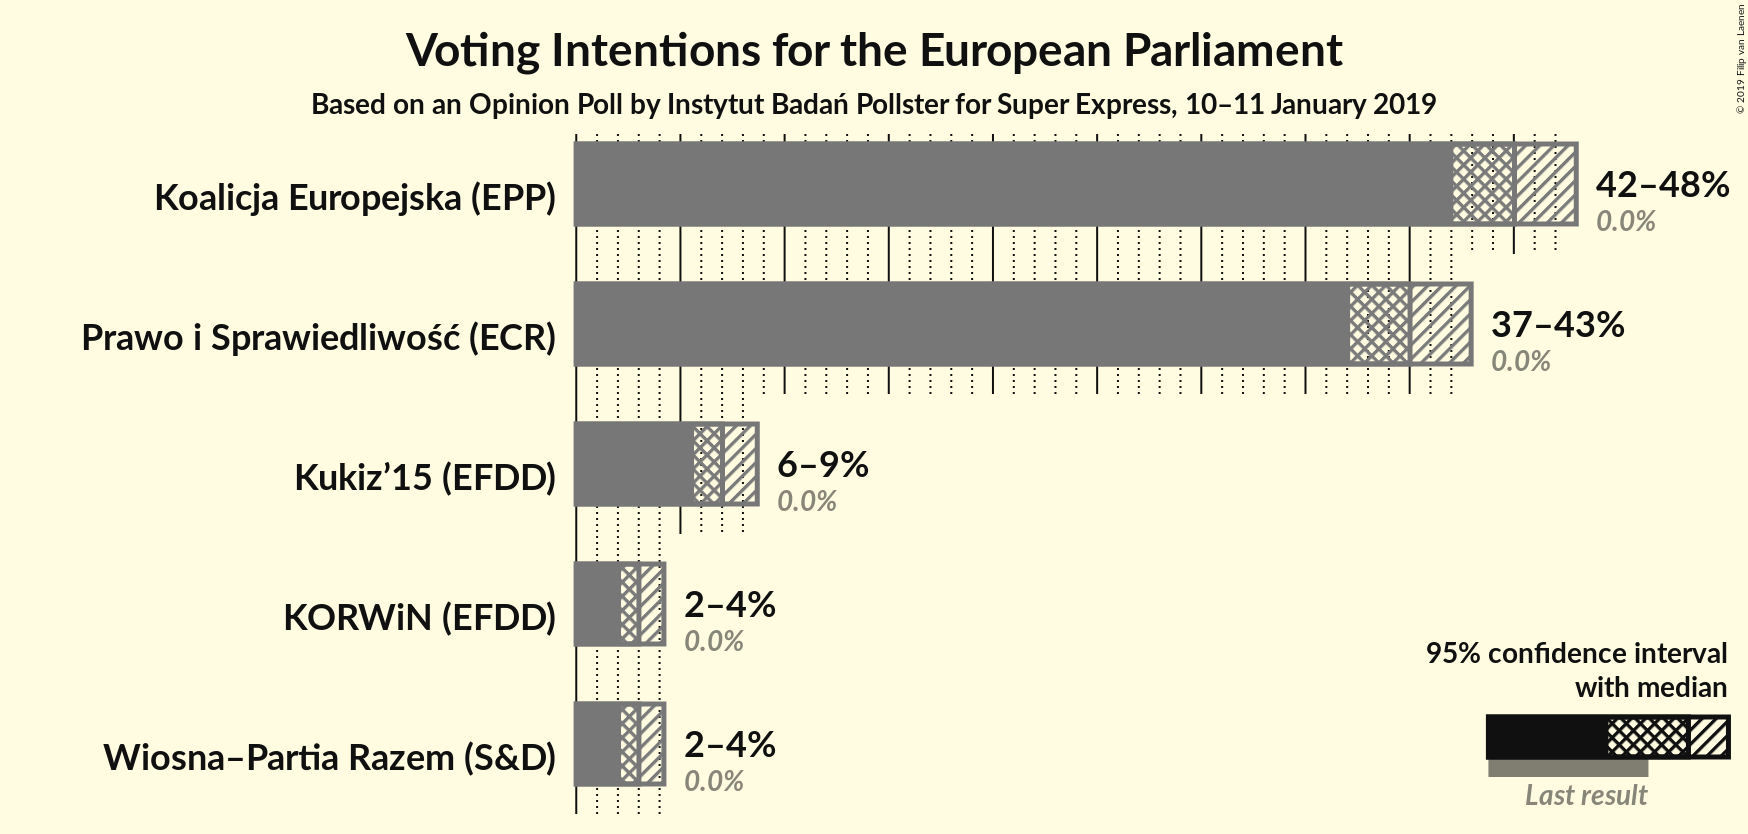 Voting Intentions for the European Parliament
Based on an Opinion Poll by Instytut Badań Pollster for Super Express, 10–11 January 2019
© 2019 Filip van Laenen
Koalicja Europejska (EPP)
42–48%
0.0%
Prawo i Sprawiedliwość (ECR)
37–43%
0.0%
Kukiz’15 (EFDD)
6–9%
0.0%
KORWiN (EFDD)
2–4%
0.0%
Wiosna–Partia Razem (S&D)
2–4%
0.0%
95% confidence interval
with median
Last result